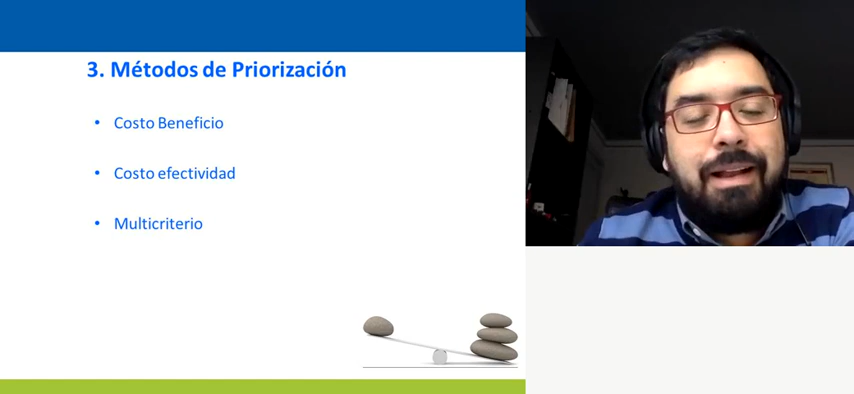 3. Métodos de Priorización
• Costo Beneficio
• Costo efectividad
• Multicriterio